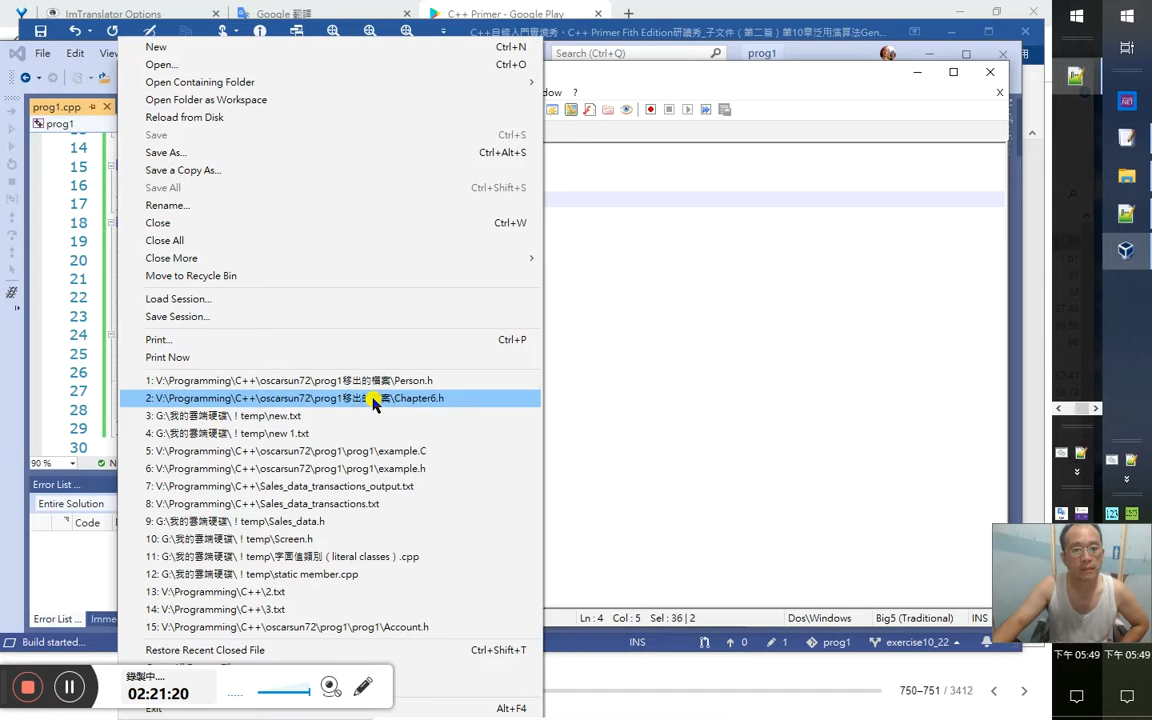 ImTranslator Options
Google 翻譯
C++ Primer - Google Play
C++自修入門實境秀、C++ Primer Fifth Edition研讀秀_子文件（第二篇）第10章泛用演算法Gen...
File
Edit
Search (Ctrl+Q)
prog1
prog1.cpp
prog1
dow
?
New Ctrl+N
Open... Ctrl+O
Open Containing Folder
Open Folder as Workspace
Reload from Disk
Save Ctrl+S
Save As... Ctrl+Alt+S
Save a Copy As...
Save All Ctrl+Shift+S
Rename...
Close Ctrl+W
Close All
Close More
Move to Recycle Bin
Load Session...
Save Session...
Print... Ctrl+P
Print Now
1: V:\Programming\C++\oscarsun72\prog1移出的檔案\Person.h
2: V:\Programming\C++\oscarsun72\prog1移出的檔案\Chapter6.h
3: G:\我的雲端硬碟\！temp\new.txt
4: G:\我的雲端硬碟\！temp\new 1.txt
5: V:\Programming\C++\oscarsun72\prog1\prog1\example.C
6: V:\Programming\C++\oscarsun72\prog1\prog1\example.h
7: V:\Programming\C++\Sales_data_transactions_output.txt
8: V:\Programming\C++\Sales_data_transactions.txt
9: G:\我的雲端硬碟\！temp\Sales_data.h
10: G:\我的雲端硬碟\！temp\Screen.h
11: G:\我的雲端硬碟\！temp\字面值類別（literal classes）.cpp
12: G:\我的雲端硬碟\！temp\static member.cpp
13: V:\Programming\C++\2.txt
14: V:\Programming\C++\3.txt
15: V:\Programming\C++\oscarsun72\prog1\prog1\Account.h
Restore Recent Closed File Ctrl+Shift+T
Exit Alt+F4
14
15
16
17
18
19
20
21
22
23
24
25
26
27
28
29
30
90 %
Error List ...
Entire Solution
Code
Error List ...
Imme
Build started...
Ln : 4 Col : 5 Sel : 36 | 2
Dos\Windows
Big5 (Traditional)
INS
INS
0
1
prog1
exercise10_22
錄製中....
02:21:20
750–751 / 3412
下午 05:49
下午 05:49